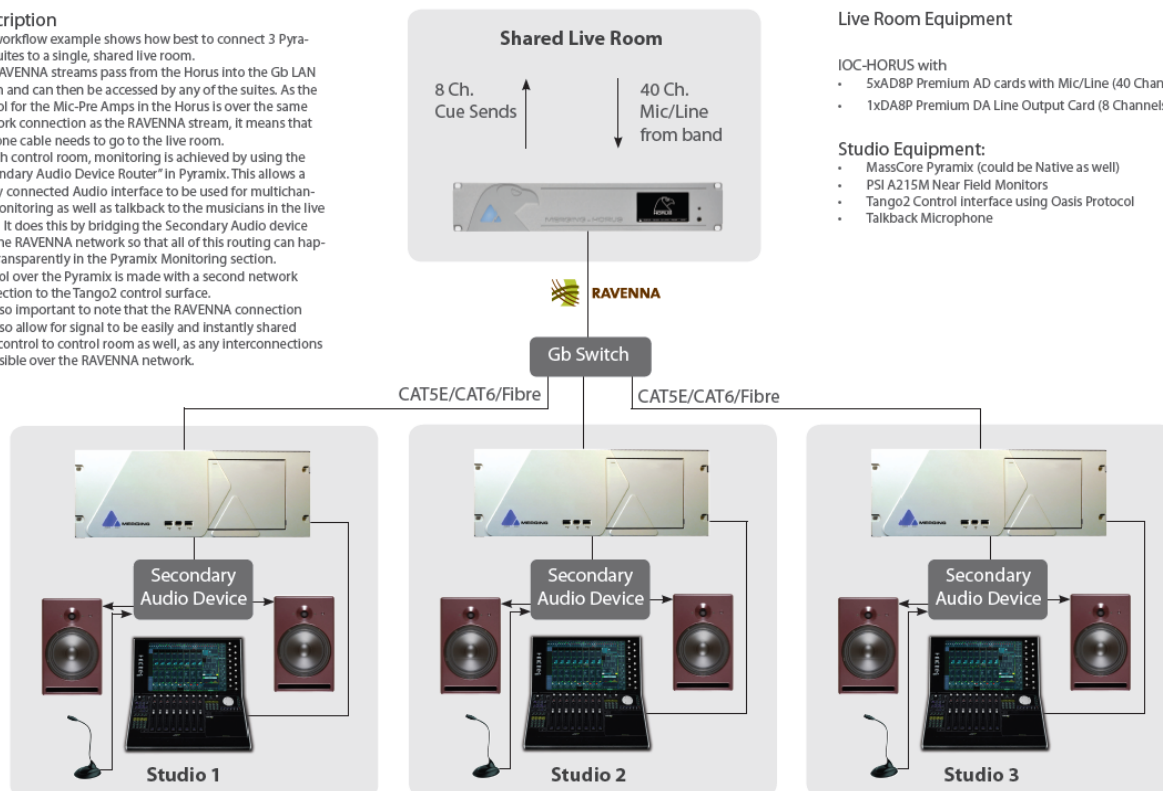 cription
workflow example shows how best to connect 3 Pyra-
uites to a single, shared live room.
AVENNA streams pass from the Horus into the Gb LAN
n and can then be accessed by any of the suites. As the
ol for the Mic-Pre Amps in the Horus is over the same
ork connection as the RAVENNA stream, it means that
one cable needs to go to the live room.
ch control room, monitoring is achieved by using the
ndary Audio Device Router" in Pyramix. This allows a
y connected Audio interface to be used for multichan-
onitoring as well as talkback to the musicians in the live
. It does this by bridging the Secondary Audio device
he RAVENNA network so that all of this routing can hap-
ransparently in the Pyramix Monitoring section.
ol over the Pyramix is made with a second network
ection to the Tango2 control surface.
so important to note that the RAVENNA connection
so allow for signal to be easily and instantly shared
control to control room as well, as any interconnections
sible over the RAVENNA network.
Shared Live Room
8 Ch.
Cue Sends
40 Ch.
Mic/Line
from band
MERGING HORUS
HORUS
RAVENNA
Live Room Equipment
IOC-HORUS with
• 5xAD8P Premium AD cards with Mic/Line (40 Chan
• 1xDA8P Premium DA Line Output Card (8 Channels
Studio Equipment:
• MassCore Pyramix (could be Native as well)
• PSI A215M Near Field Monitors
• Tango2 Control interface using Oasis Protocol
• Talkback Microphone
Gb Switch
CAT5E/CAT6/Fibre
CAT5E/CAT6/Fibre
MERGING
MERGING
MERGING
Secondary
Audio Device
Secondary
Audio Device
Secondary
Audio Device
Studio 1
Studio 2
Studio 3